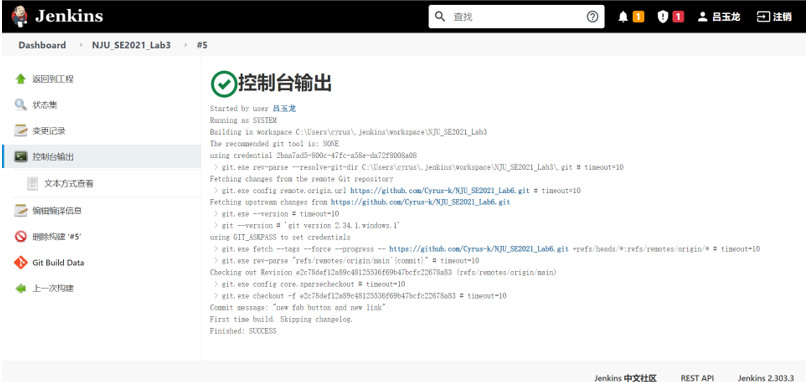 Jenkins
查找
1
1
吕玉龙
注销
Dashboard
NJU_SE2021_Lab3
#5
返回到工程
状态集
变更记录
控制台输出
文本方式查看
编辑编译信息
删除构建 '#5'
Git Build Data
上一次构建
控制台输出
Started by user 吕玉龙
Running as SYSTEM
Building in workspace C:\Users\cyrus\.jenkins\workspace\NJU_SE2021_Lab3
The recommended git tool is: NONE
using credential 2baa7ad5-800c-47fc-a58e-da72f8008a08
> git.exe rev-parse --resolve-git-dir C:\Users\cyrus\.jenkins\workspace\NJU_SE2021_Lab3\.git # timeout=10
Fetching changes from the remote Git repository
> git.exe config remote.origin.url https://github.com/Cyrus-k/NJU_SE2021_Lab6.git # timeout=10
Fetching upstream changes from https://github.com/Cyrus-k/NJU_SE2021_Lab6.git
> git.exe --version # timeout=10
> git --version # 'git version 2.34.1.windows.1'
using GIT_ASKPASS to set credentials
> git.exe fetch --tags --force --progress -- https://github.com/Cyrus-k/NJU_SE2021_Lab6.git +refs/heads/*:refs/remotes/origin/* # timeout=10
> git.exe rev-parse "refs/remotes/origin/main^{commit}" # timeout=10
Checking out Revision e2c78def12a89c48125536f69b47bcfc22678a83 (refs/remotes/origin/main)
> git.exe config core.sparsecheckout # timeout=10
> git.exe checkout -f e2c78def12a89c48125536f69b47bcfc22678a83 # timeout=10
Commit message: "new fab button and new link"
First time build. Skipping changelog.
Finished: SUCCESS
Jenkins 中文社区
REST API
Jenkins 2.303.3